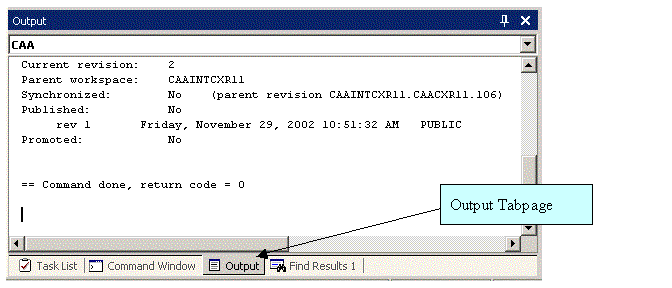 Output
CAA
Current revision: 2
Parent workspace: CAAINTCXR11
Synchronized: No (parent revision CAAINTCXR11.CAACXR11.106)
Published: No
rev 1 Friday, November 29, 2002 10:51:32 AM PUBLIC
Promoted: No
== Command done, return code = 0
Output Tabpage
Task List Command Window Output Find Results 1